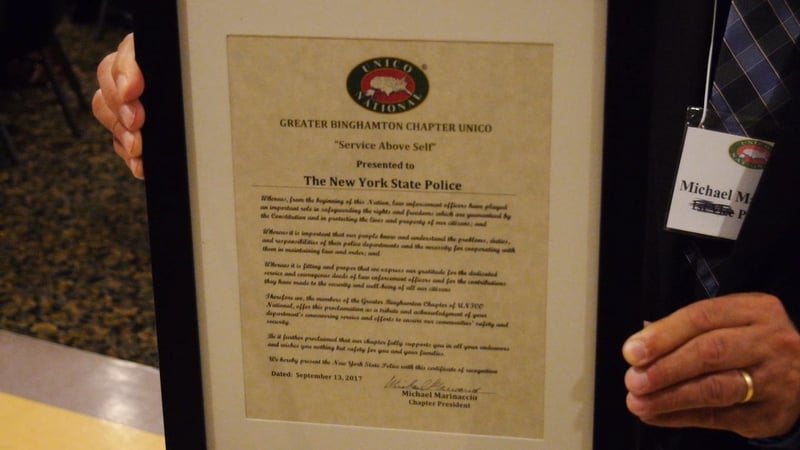 UNICO
NATIONAL
®
GREATER BINGHAMTON CHAPTER UNICO
"Service Above Self"
Presented to
The New York State Police
Whereas, from the beginning of this Nation, law enforcement officers have played
an important role in safeguarding the rights and freedoms which are guaranteed by
the Constitution and in protecting the lives and property of our citizens; and
Whereas it is important that our people know and understand the problems, duties,
and responsibilities of their police departments and the necessity for cooperating with
them in maintaining law and order; and
Whereas it is fitting and proper that we express our gratitude for the dedicated
service and courageous deeds of law enforcement officers and for the contributions
they have made to the security and well-being of all our citizens
Therefore we, the members of the Greater Binghamton Chapter of UNICO
National, offer this proclamation as a tribute and acknowledgment of your
department's unwavering service and efforts to ensure our communities' safety and
security.
Be it further proclaimed that our chapter fully supports you in all your endeavors
and wishes you nothing but safety for you and your families.
We hereby present the New York State Police with this certificate of recognition
Dated: September 13, 2017
Michael Marinaccio
Chapter President
UNICO
NATIONAL
Michael Ma